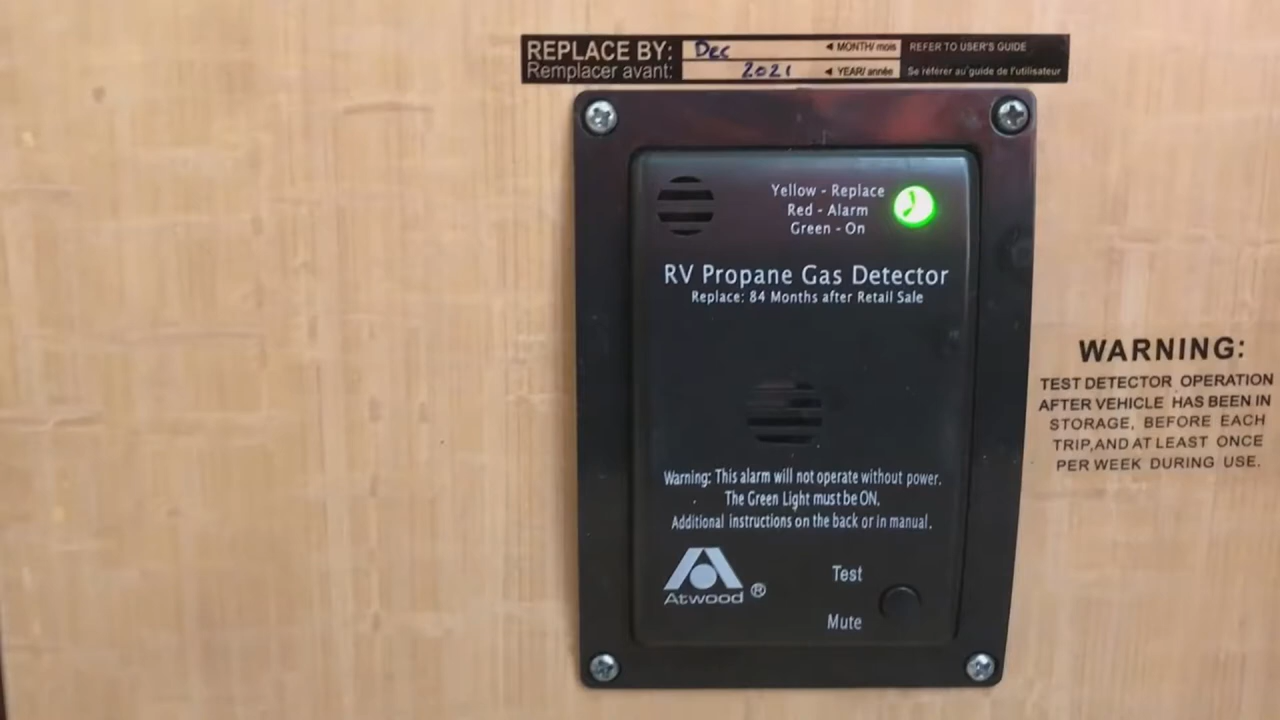 REPLACE BY: Dec ◄ MONTH/ mois REFER TO USER'S GUIDE
Remplacer avant: 2021 ◄ YEAR/ année Se référer au guide de l'utilisateur
Yellow - Replace
Red - Alarm
Green - On
RV Propane Gas Detector
Replace: 84 Months after Retail Sale
WARNING:
TEST DETECTOR OPERATION
AFTER VEHICLE HAS BEEN IN
STORAGE, BEFORE EACH
TRIP,AND AT LEAST ONCE
PER WEEK DURING USE.
Warning: This alarm will not operate without power.
The Green Light must be ON.
Additional instructions on the back or in manual.
Atwood ®
Test
Mute